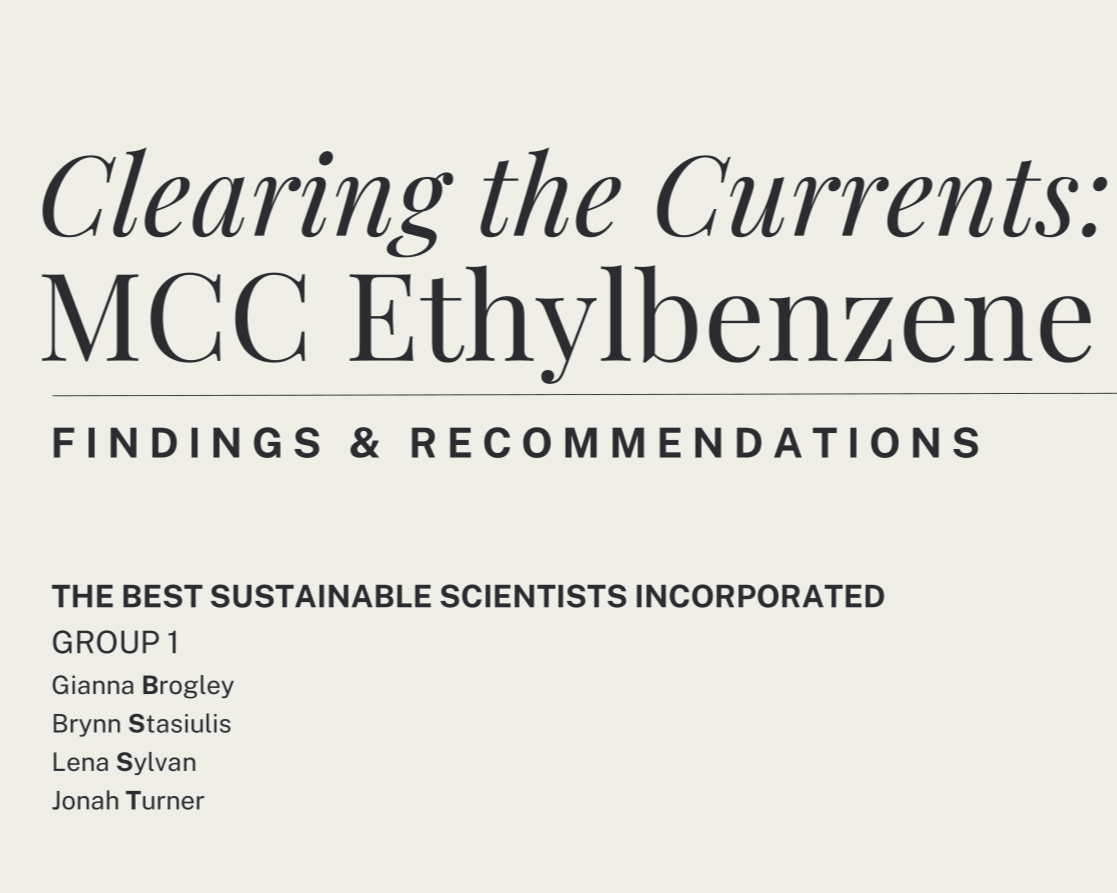 Clearing the Currents:
MCC Ethylbenzene
FINDINGS & RECOMMENDATIONS
THE BEST SUSTAINABLE SCIENTISTS INCORPORATED
GROUP 1
Gianna Brogley
Brynn Stasiulis
Lena Sylvan
Jonah Turner